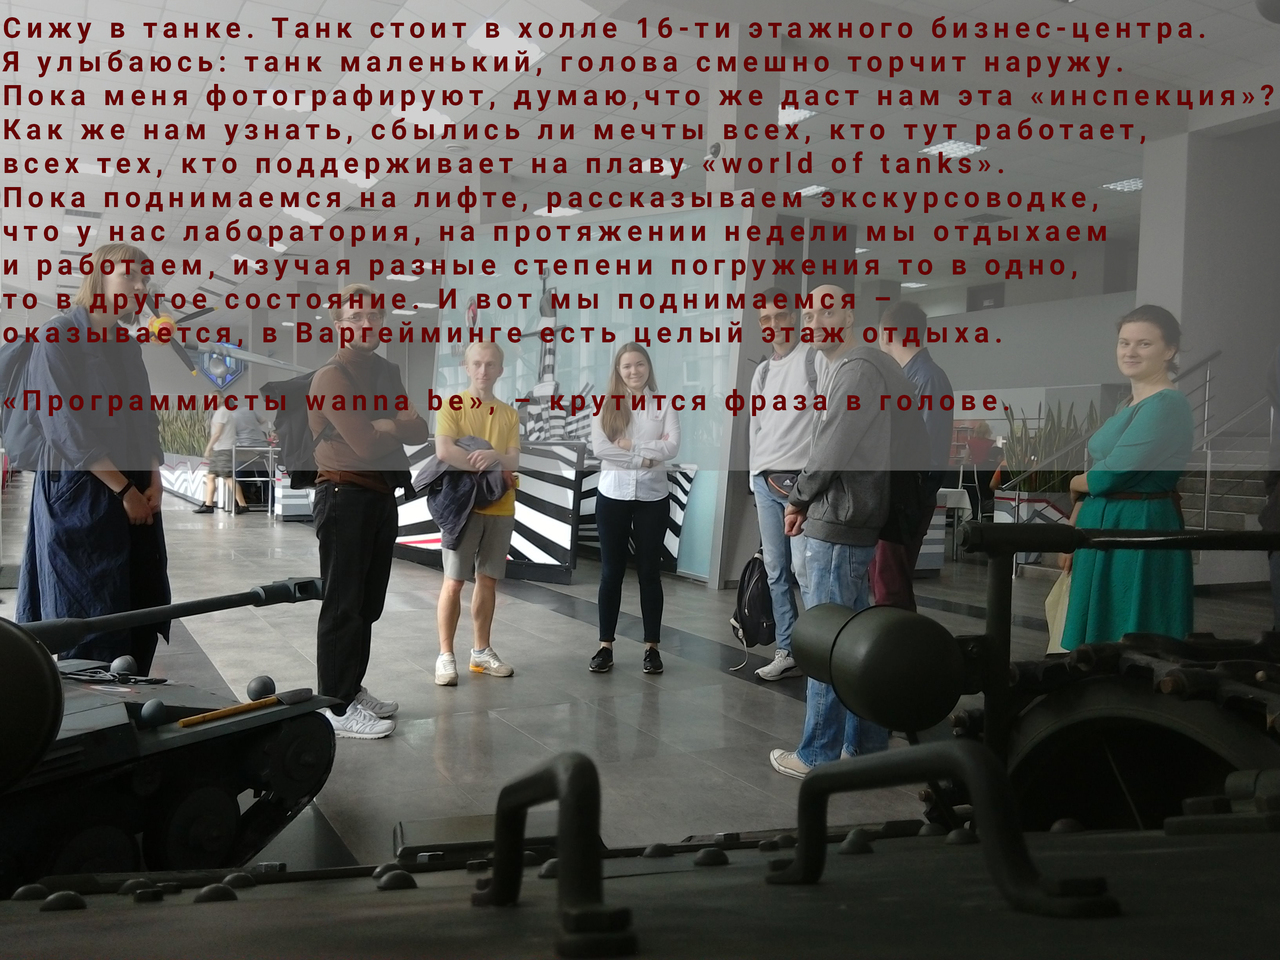 Сижу в танке. Танк стоит в холле 16-ти этажного бизнес-центра.
Я улыбаюсь: танк маленький, голова смешно торчит наружу.
Пока меня фотографируют, думаю,что же даст нам эта «инспекция»?
Как же нам узнать, сбылись ли мечты всех, кто тут работает,
всех тех, кто поддерживает на плаву «world of tanks».
Пока поднимаемся на лифте, рассказываем экскурсоводке,
что у нас лаборатория, на протяжении недели мы отдыхаем
и работаем, изучая разные степени погружения то в одно,
то в другое состояние. И вот мы поднимаемся –
оказывается, в Варгейминге есть целый этаж отдыха.
«Программисты wanna be», – крутится фраза в голове.